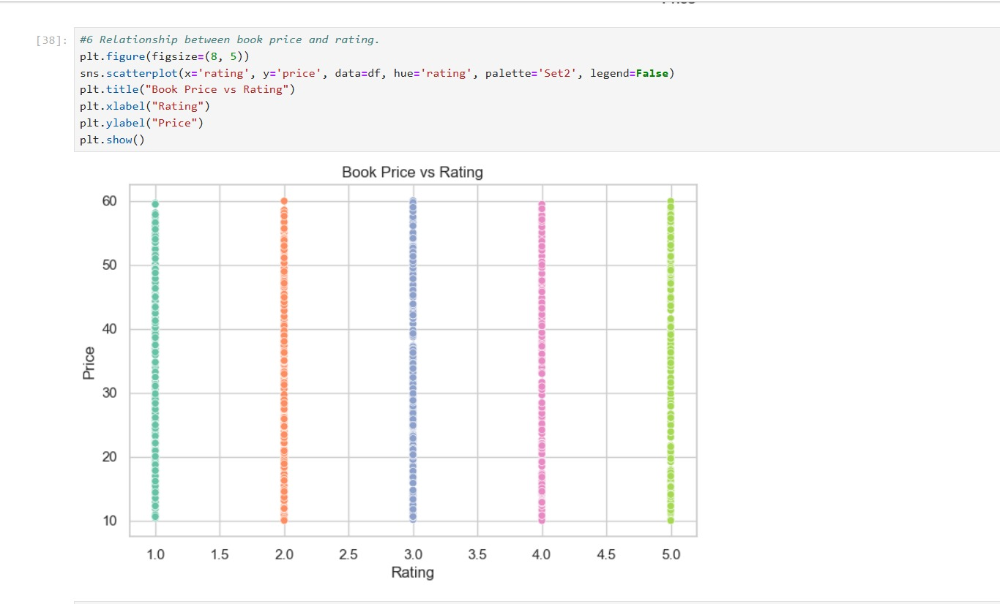 [38]:
#6 Relationship between book price and rating.
plt.figure(figsize=(8, 5))
sns.scatterplot(x='rating', y='price', data=df, hue='rating', palette='Set2', legend=False)
plt.title("Book Price vs Rating")
plt.xlabel("Rating")
plt.ylabel("Price")
plt.show()
Book Price vs Rating
60
50
40
30
20
10
Price
1.0 1.5 2.0 2.5 3.0 3.5 4.0 4.5 5.0
Rating